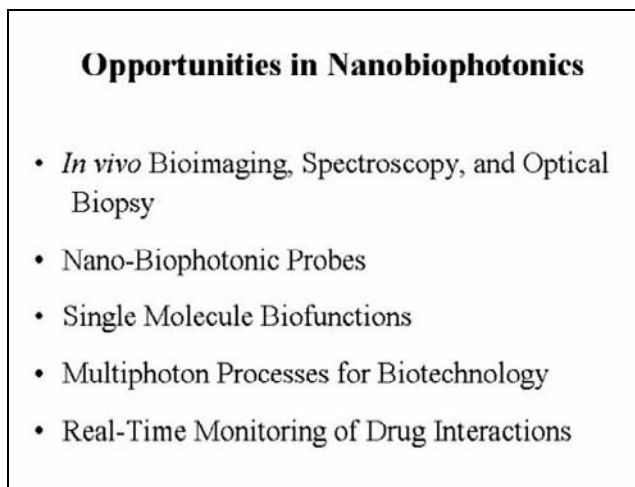 Opportunities in Nanobiophotonics
• In vivo Bioimaging, Spectroscopy, and Optical
Biopsy
• Nano-Biophotonic Probes
• Single Molecule Biofunctions
• Multiphoton Processes for Biotechnology
• Real-Time Monitoring of Drug Interactions